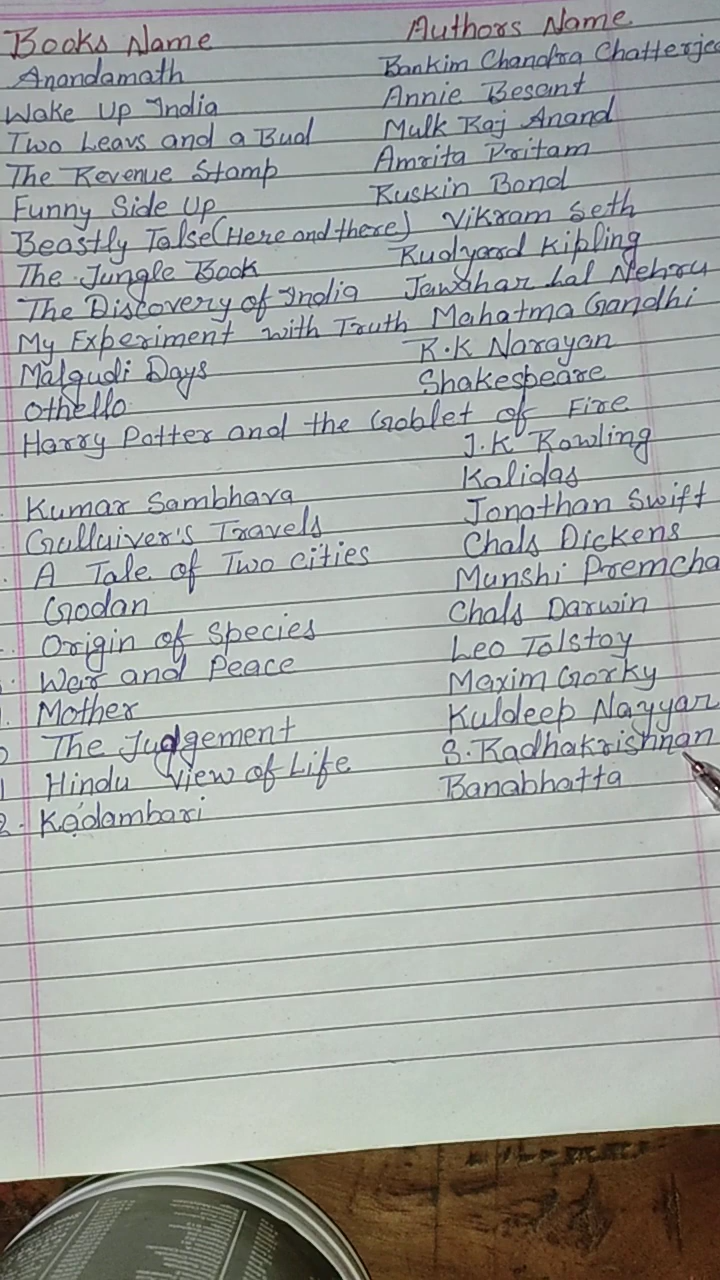 Books Name Authors Name
Anandamath Bankim Chandra Chatterjee
Wake Up India Annie Besant
Two Leavs and a Bud Mulk Raj Anand
The Revenue Stamp Amrita Pritam
Funny Side Up Ruskin Bond
Beastly Talse (Here and there) Vikram Seth
The Jungle Book Rudyard Kipling
The Discovery of India Jawahar Lal Nehru
My Experiment with Truth Mahatma Gandhi
Malgudi Days R.K Narayan
Othello Shakespeare
Harry Potter and the Goblet of Fire
J.K Rowling
Kumar Sambhava Kalidas
Gulluiver's Travels Jonathan Swift
A Tale of Two cities Chals Dickens
Godan Munshi Premcha
Origin of Species Chals Darwin
War and Peace Leo Tolstoy
Mother Maxim Gorky
The Judgement Kuldeep Nayyar
Hindu View of Life S. Radhakrishnan
Kadambari Banabhatta